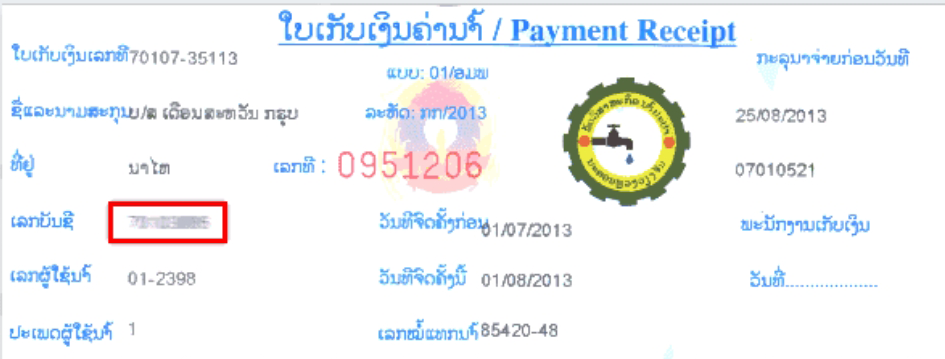 ໃບເກັບເງິນຄ່ານ້ຳ / Payment Receipt
ໃບເກັບເງິນເລກທີ 70107-35113
ແບບ: 01/ອມພ
ກະລຸນາຈ່າຍກ່ອນວັນທີ
ຊື່ແລະນາມສະກຸນ ບ/ສ ເດືອນສະຫວັນ ກຣຸບ
ລະຫັດ: ກກ/2013
25/08/2013
ທີ່ຢູ່ ນາໄຫ
ເລກທີ : 0951206
07010521
ເລກບັນຊີ
ວັນທີຈົດຄັ້ງກ່ອນ 01/07/2013
ພະນັກງານເກັບເງິນ
ເລກຜູ້ໃຊ້ນ້ຳ 01-2398
ວັນທີຈົດຄັ້ງນີ້ 01/08/2013
ວັນທີ...................
ປະເພດຜູ້ໃຊ້ນ້ຳ 1
ເລກໝໍ້ແທກນ້ຳ 85420-48